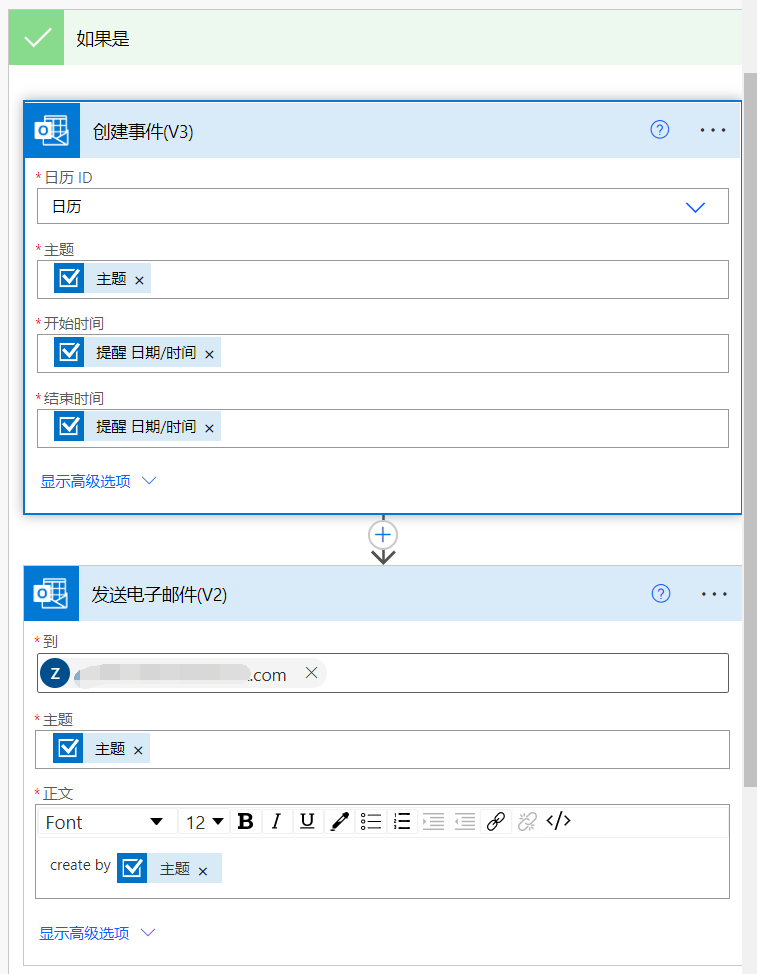 如果是
创建事件(V3)
?
...
* 日历 ID
日历
* 主题
主题 ×
* 开始时间
提醒 日期/时间 ×
* 结束时间
提醒 日期/时间 ×
显示高级选项
发送电子邮件(V2)
?
...
* 到
Z .com ×
* 主题
主题 ×
* 正文
Font 12 B I U </>
create by 主题 ×
显示高级选项